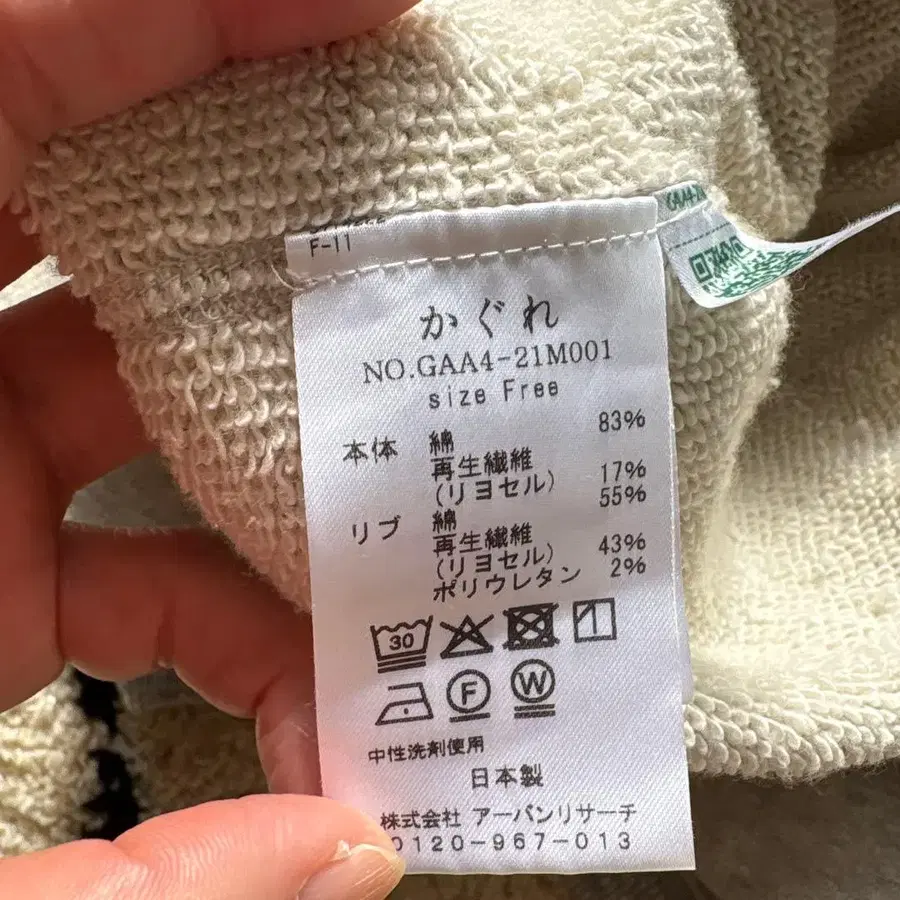 F-11
かぐれ
NO.GAA4-21M001
size Free
本体 綿 83%
再生繊維
(リヨセル) 17%
リブ 綿 55%
再生繊維
(リヨセル) 43%
ポリウレタン 2%
30
F W
中性洗剤使用
日本製
株式会社 アーバンリサーチ
0120-967-013